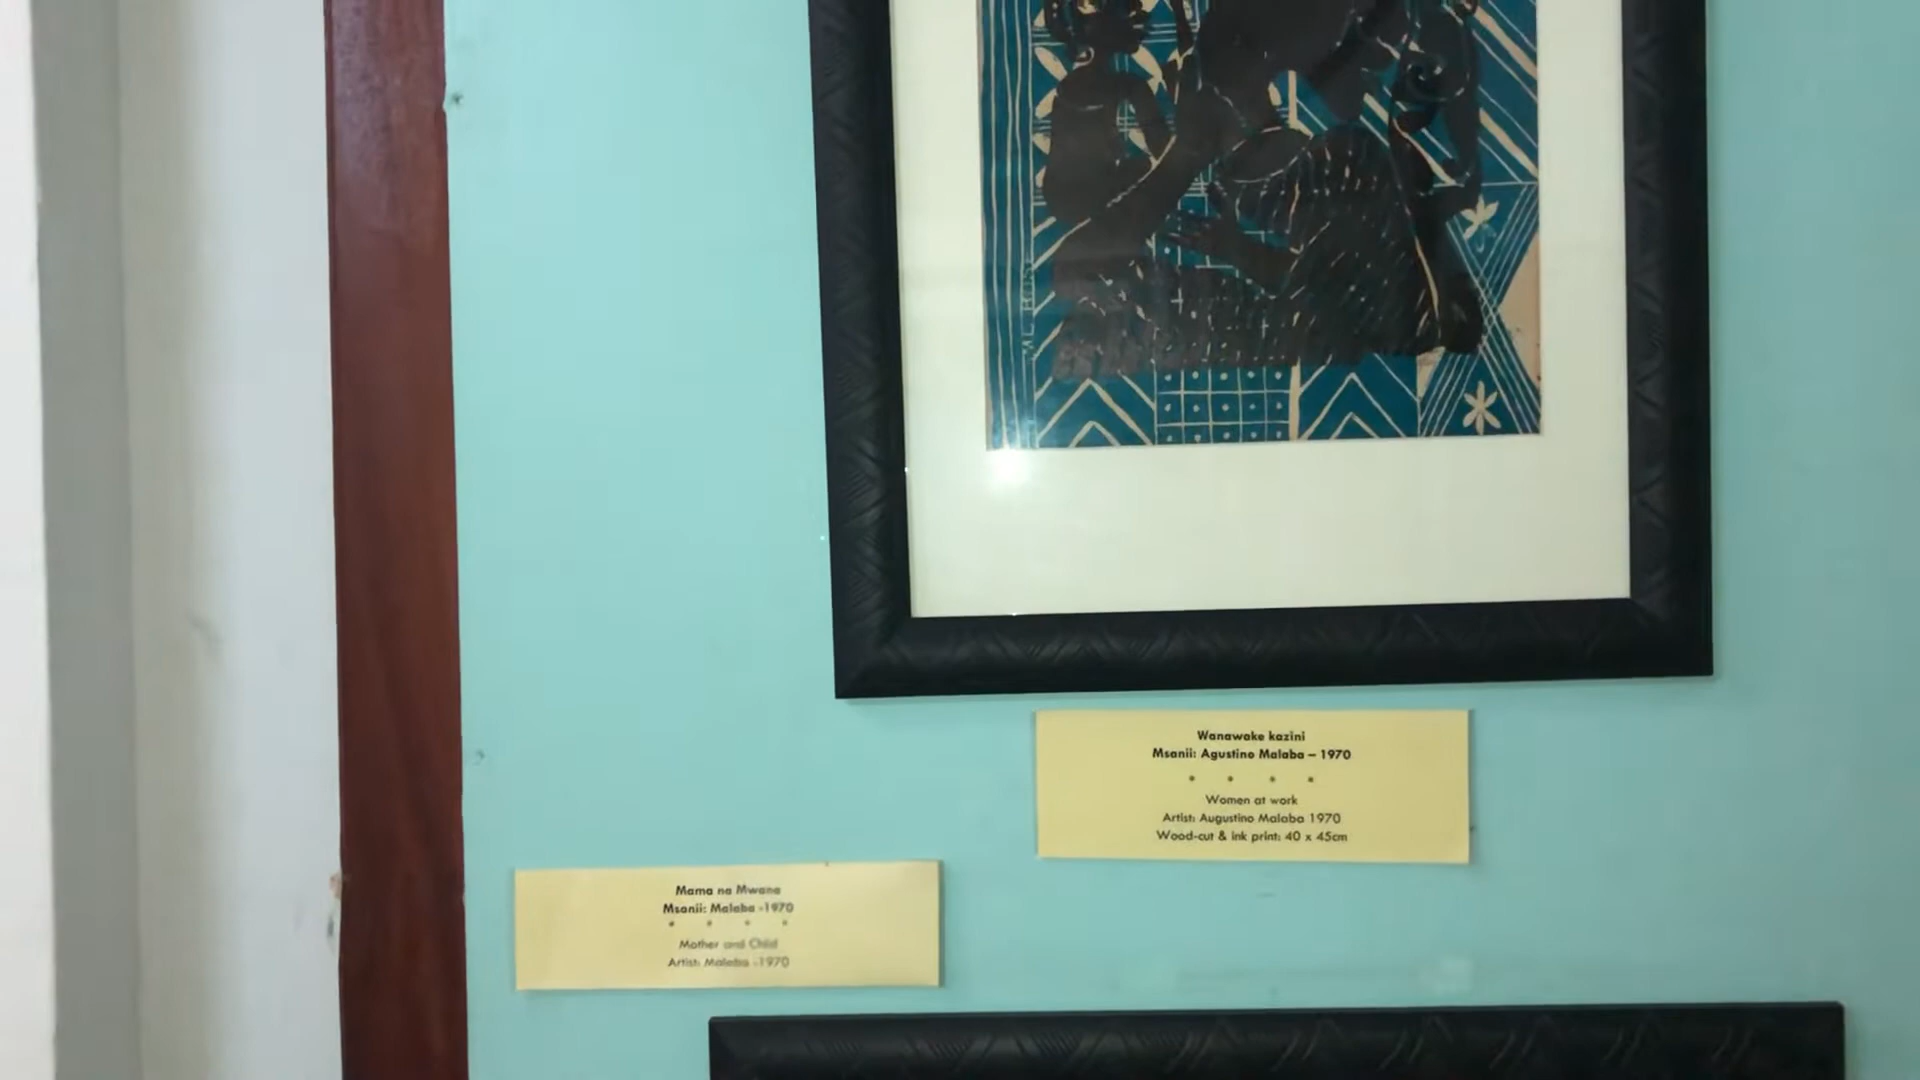 Wanawake kazini
Msanii: Agustino Malaba – 1970
Women at work
Artist: Augustino Malaba 1970
Wood-cut & ink print: 40 x 45cm
Mama na Mwana
Msanii: Malaba -1970
Mother and Child
Artist: Malaba -1970